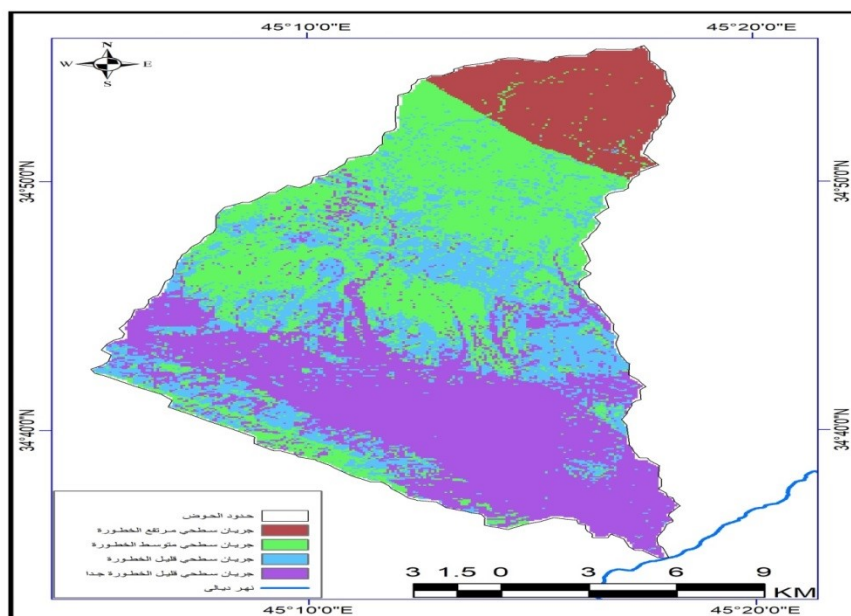 45°10'0"E
45°20'0"E
N
W
E
S
34°50'0"N
34°50'0"N
34°40'0"N
34°40'0"N
حدود الحوض
جريان سطحي مرتفع الخطورة
جريان سطحي متوسط الخطورة
جريان سطحي قليل الخطورة
جريان سطحي قليل الخطورة جدا
نهر ديالى
3 1.5 0 3 6 9
KM
45°10'0"E
45°20'0"E